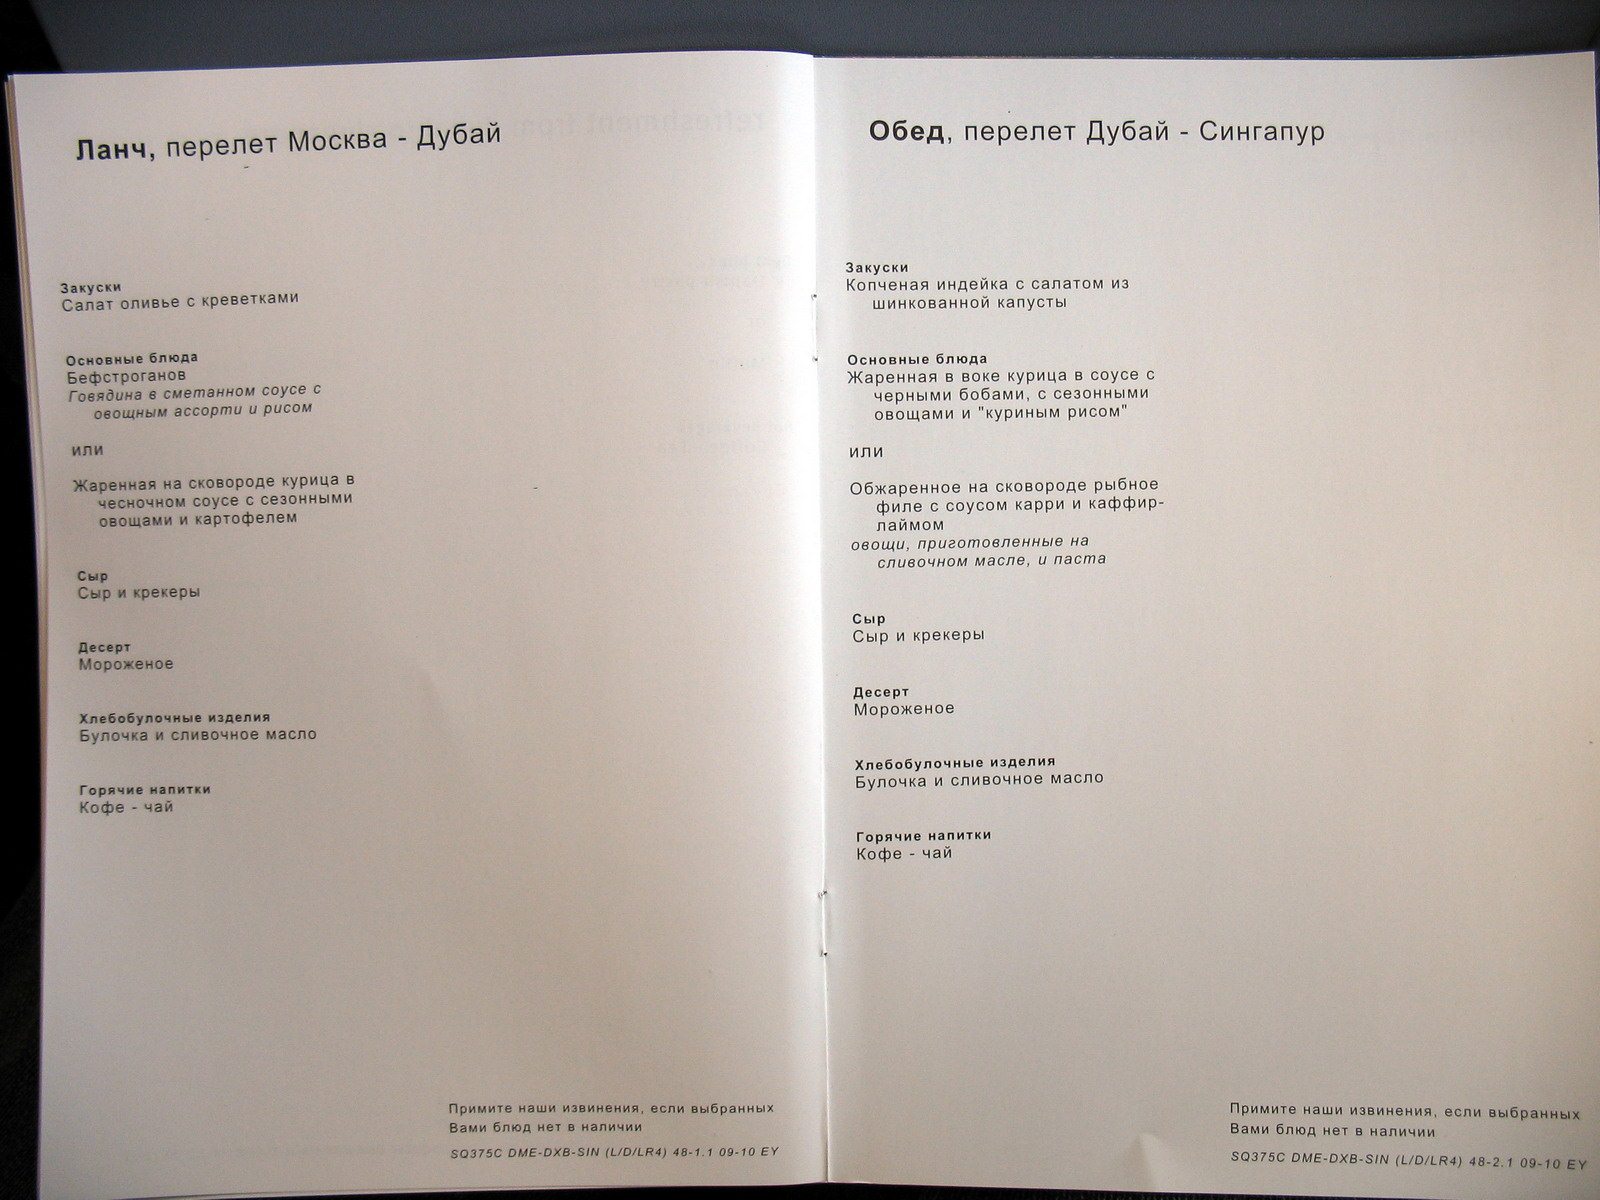 Ланч, перелет Москва - Дубай
Закуски
Салат оливье с креветками
Основные блюда
Бефстроганов
Говядина в сметанном соусе с
овощным ассорти и рисом
или
Жаренная на сковороде курица в
чесночном соусе с сезонными
овощами и картофелем
Сыр
Сыр и крекеры
Десерт
Мороженое
Хлебобулочные изделия
Булочка и сливочное масло
Горячие напитки
Кофе - чай
Примите наши извинения, если выбранных
Вами блюд нет в наличии
SQ375C DME-DXB-SIN (L/D/LR4) 48-1.1 09-10 EY
Обед, перелет Дубай - Сингапур
Закуски
Копченая индейка с салатом из
шинкованной капусты
Основные блюда
Жаренная в воке курица в соусе с
черными бобами, с сезонными
овощами и "куриным рисом"
или
Обжаренное на сковороде рыбное
филе с соусом карри и каффир-
лаймом
овощи, приготовленные на
сливочном масле, и паста
Сыр
Сыр и крекеры
Десерт
Мороженое
Хлебобулочные изделия
Булочка и сливочное масло
Горячие напитки
Кофе - чай
Примите наши извинения, если выбранных
Вами блюд нет в наличии
SQ375C DME-DXB-SIN (L/D/LR4) 48-2.1 09-10 EY